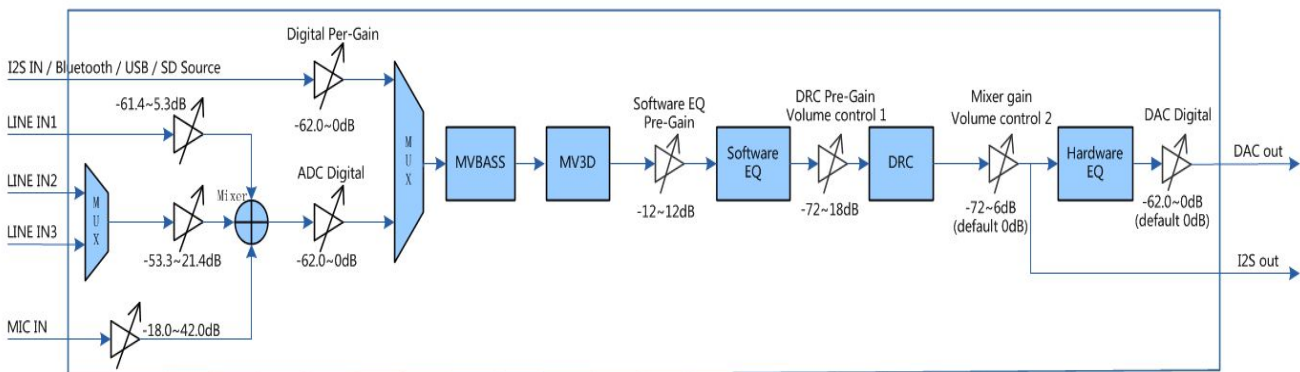 Digital Per-Gain
I2S IN / Bluetooth / USB / SD Source
-61.4~5.3dB
-62.0~0dB
LINE IN1
LINE IN2
LINE IN3
MUX
Mixer
-53.3~21.4dB
ADC Digital
-62.0~0dB
MIC IN
-18.0~42.0dB
MUX
MVBASS
MV3D
Software EQ
Pre-Gain
-12~12dB
Software
EQ
DRC Pre-Gain
Volume control 1
-72~18dB
DRC
Mixer gain
Volume control 2
-72~6dB
(default 0dB)
Hardware
EQ
DAC Digital
-62.0~0dB
(default 0dB)
DAC out
I2S out